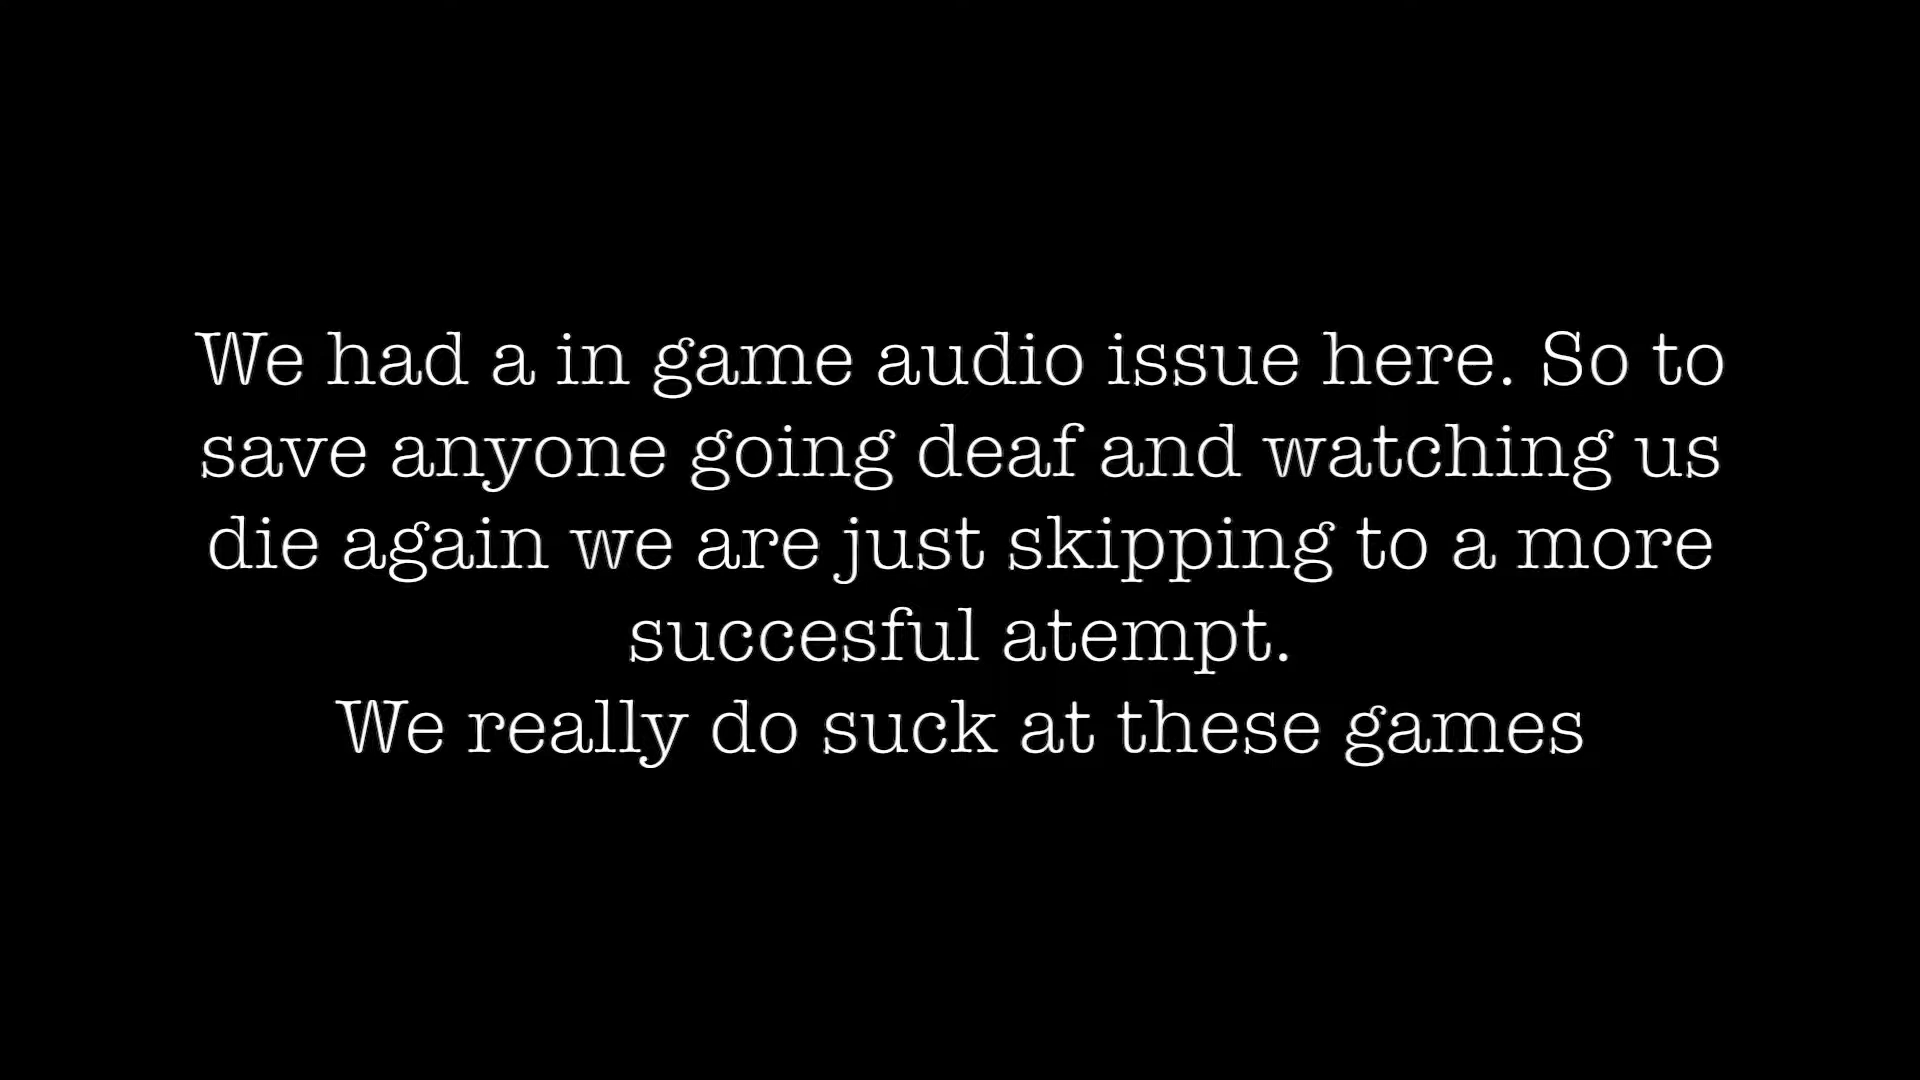 We had a in game audio issue here. So to
save anyone going deaf and watching us
die again we are just skipping to a more
succesful atempt.
We really do suck at these games